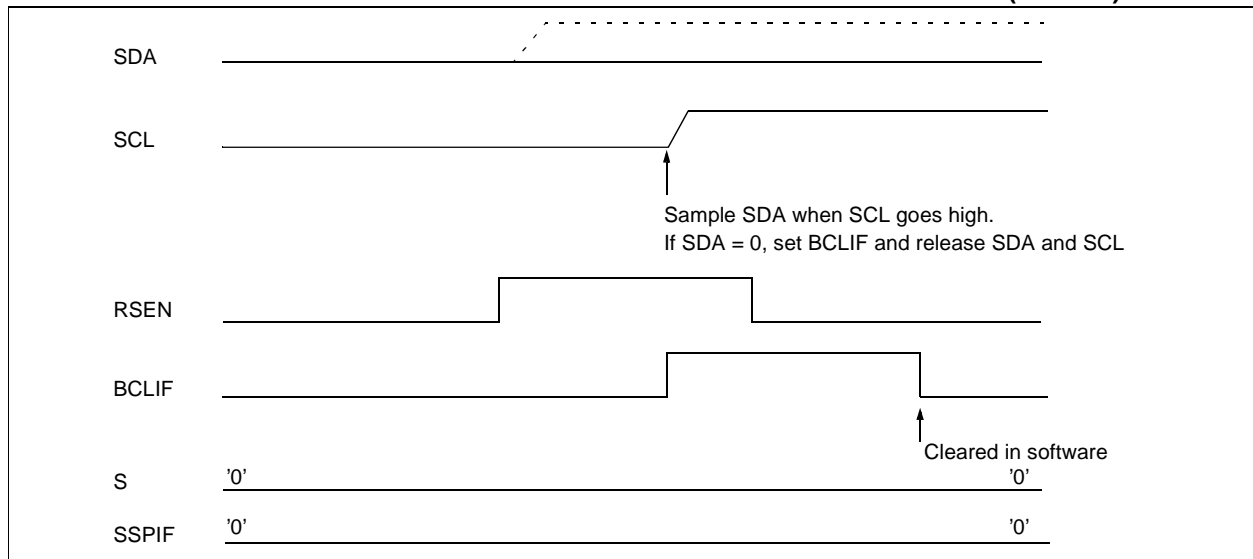 SDA
SCL
Sample SDA when SCL goes high.
If SDA = 0, set BCLIF and release SDA and SCL
RSEN
BCLIF
Cleared in software
S
'0'
'0'
SSPIF
'0'
'0'